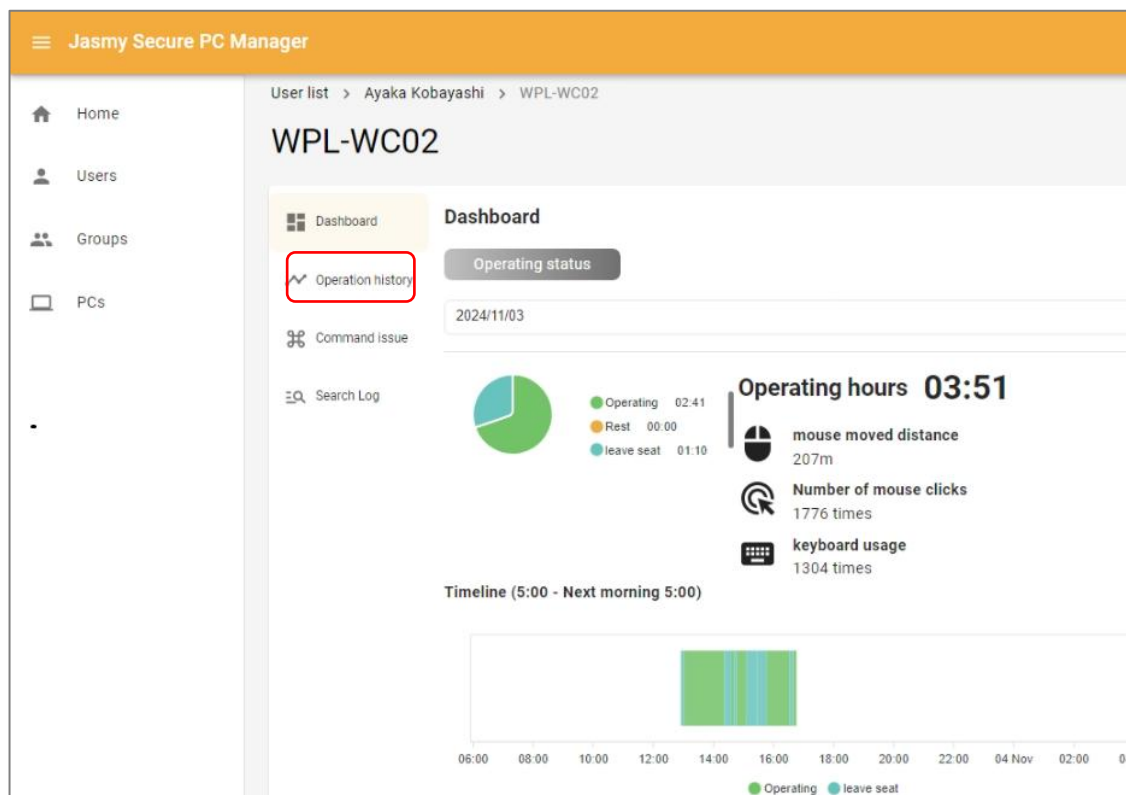 Jasmy Secure PC Manager
Home
Users
Groups
PCs
User list > Ayaka Kobayashi > WPL-WC02
WPL-WC02
Dashboard
Operation history
Command issue
Search Log
Dashboard
Operating status
2024/11/03
Operating 02:41
Rest 00:00
leave seat 01:10
Operating hours 03:51
mouse moved distance
207m
Number of mouse clicks
1776 times
keyboard usage
1304 times
Timeline (5:00 - Next morning 5:00)
06:00 08:00 10:00 12:00 14:00 16:00 18:00 20:00 22:00 04 Nov 02:00
Operating leave seat